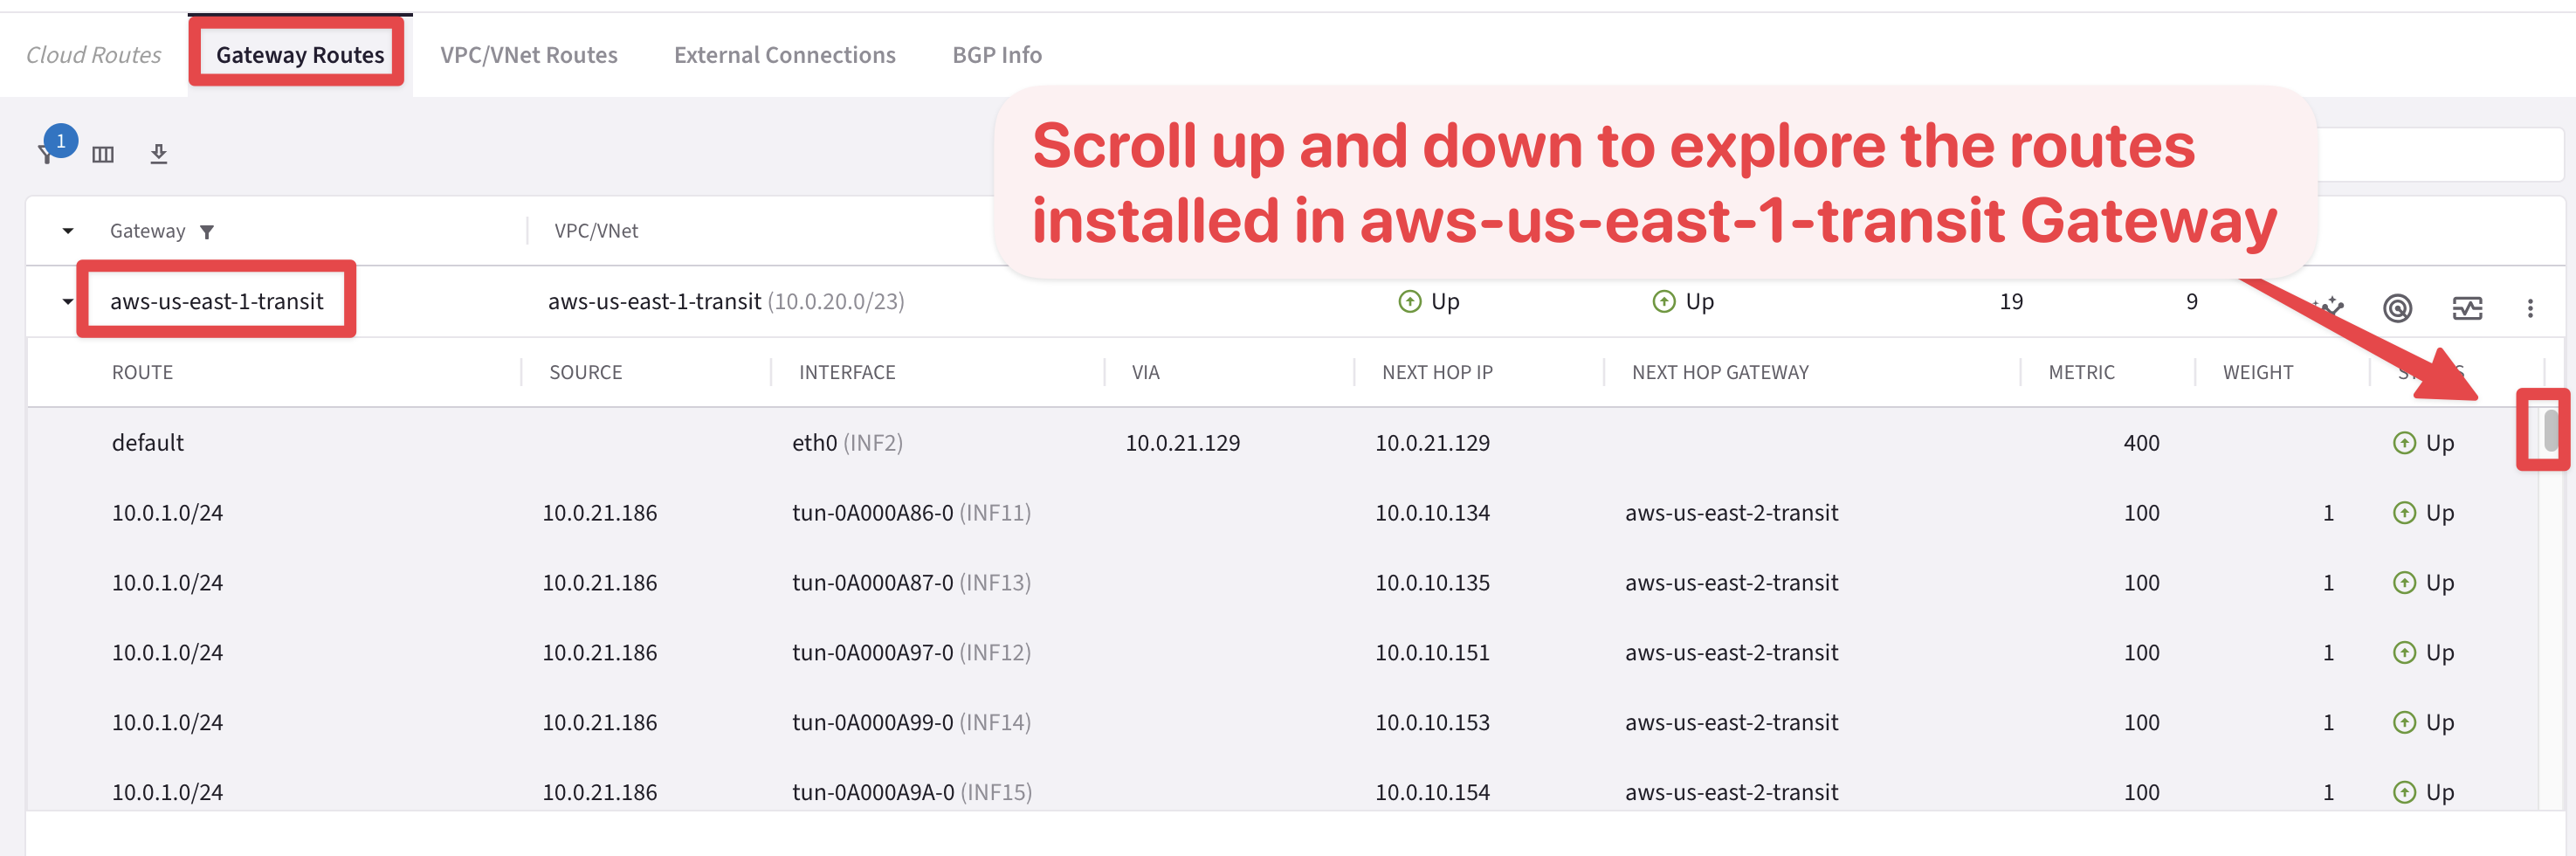 Cloud Routes Gateway Routes VPC/VNet Routes External Connections BGP Info
1
Scroll up and down to explore the routes
installed in aws-us-east-1-transit Gateway
Gateway VPC/VNet
aws-us-east-1-transit aws-us-east-1-transit (10.0.20.0/23) Up Up 19 9
ROUTE SOURCE INTERFACE VIA NEXT HOP IP NEXT HOP GATEWAY METRIC WEIGHT
default eth0 (INF2) 10.0.21.129 10.0.21.129 400 Up
10.0.1.0/24 10.0.21.186 tun-0A000A86-0 (INF11) 10.0.10.134 aws-us-east-2-transit 100 1 Up
10.0.1.0/24 10.0.21.186 tun-0A000A87-0 (INF13) 10.0.10.135 aws-us-east-2-transit 100 1 Up
10.0.1.0/24 10.0.21.186 tun-0A000A97-0 (INF12) 10.0.10.151 aws-us-east-2-transit 100 1 Up
10.0.1.0/24 10.0.21.186 tun-0A000A99-0 (INF14) 10.0.10.153 aws-us-east-2-transit 100 1 Up
10.0.1.0/24 10.0.21.186 tun-0A000A9A-0 (INF15) 10.0.10.154 aws-us-east-2-transit 100 1 Up